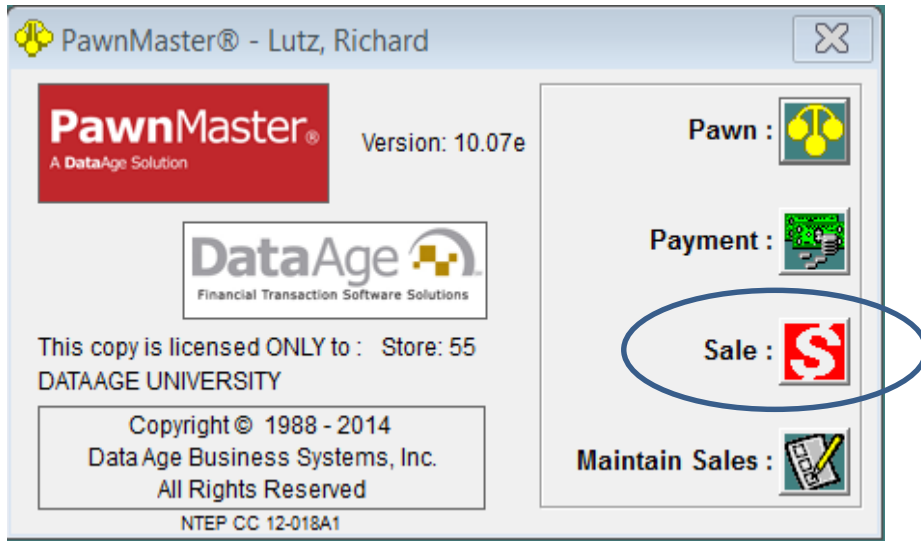 PawnMaster® - Lutz, Richard
PawnMaster®
A DataAge Solution
Version: 10.07e
DataAge
Financial Transaction Software Solutions
This copy is licensed ONLY to : Store: 55
DATAAGE UNIVERSITY
Copyright © 1988 - 2014
Data Age Business Systems, Inc.
All Rights Reserved
NTEP CC 12-018A1
Pawn :
Payment :
Sale :
$
Maintain Sales :